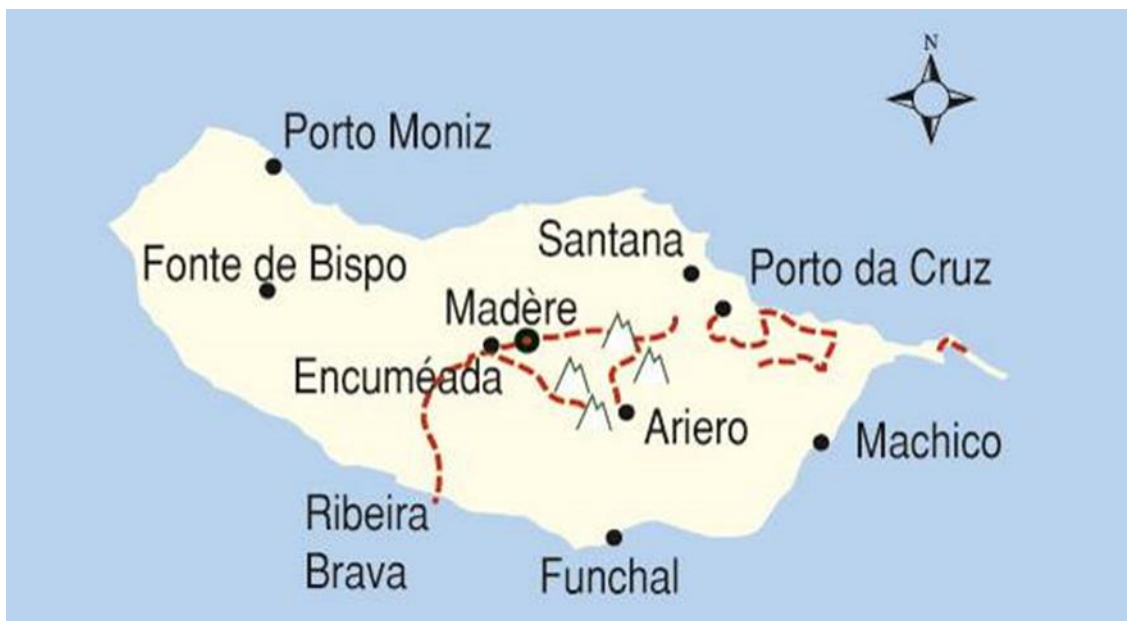 N
Porto Moniz
Santana
Fonte de Bispo
Porto da Cruz
Madère
Encuméada
Ariero
Machico
Ribeira
Brava
Funchal